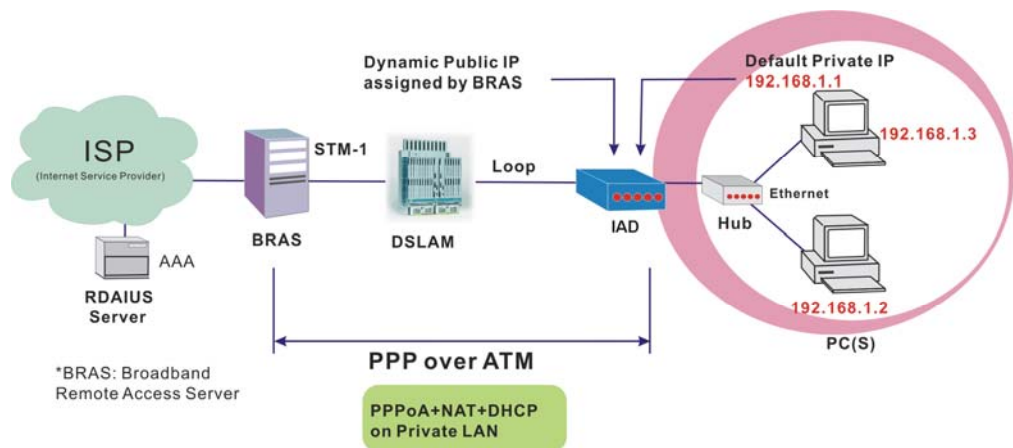 Dynamic Public IP
assigned by BRAS
Default Private IP
192.168.1.1
192.168.1.3
ISP
(Internet Service Provider)
STM-1
Loop
Ethernet
BRAS
DSLAM
IAD
Hub
AAA
RDAIUS
Server
192.168.1.2
PC(S)
PPP over ATM
*BRAS: Broadband
Remote Access Server
PPPoA+NAT+DHCP
on Private LAN